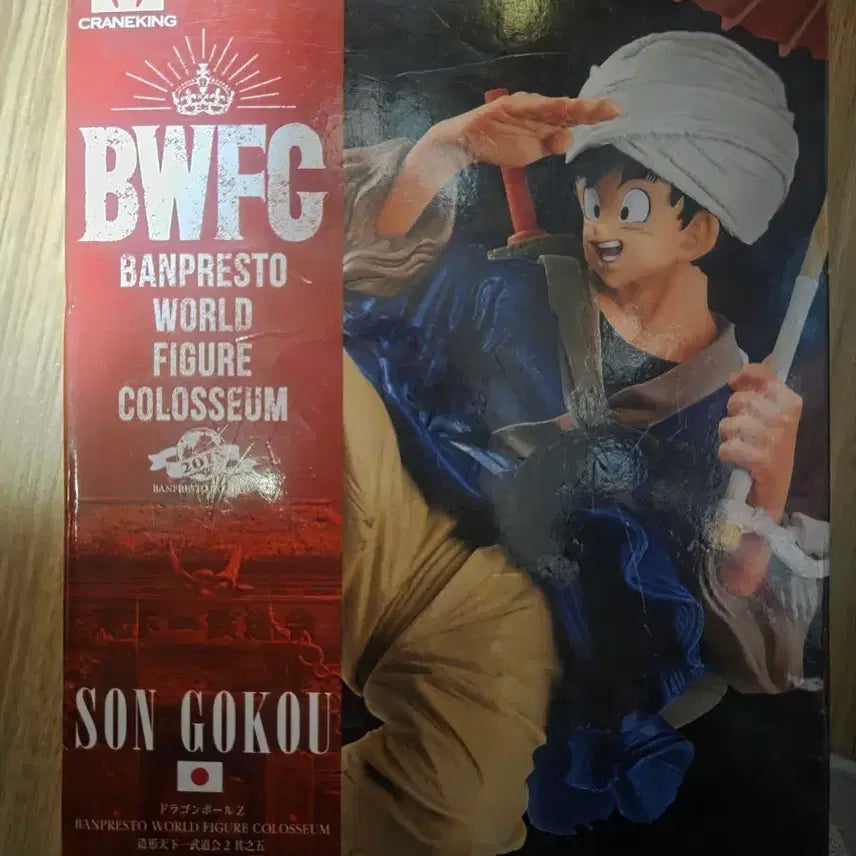 CRANEKING
BWFC
BANPRESTO
WORLD
FIGURE
COLOSSEUM
SON GOKOU
ドラゴンボールZ
BANPRESTO WORLD FIGURE COLOSSEUM
造形天下一武道会2 其之五